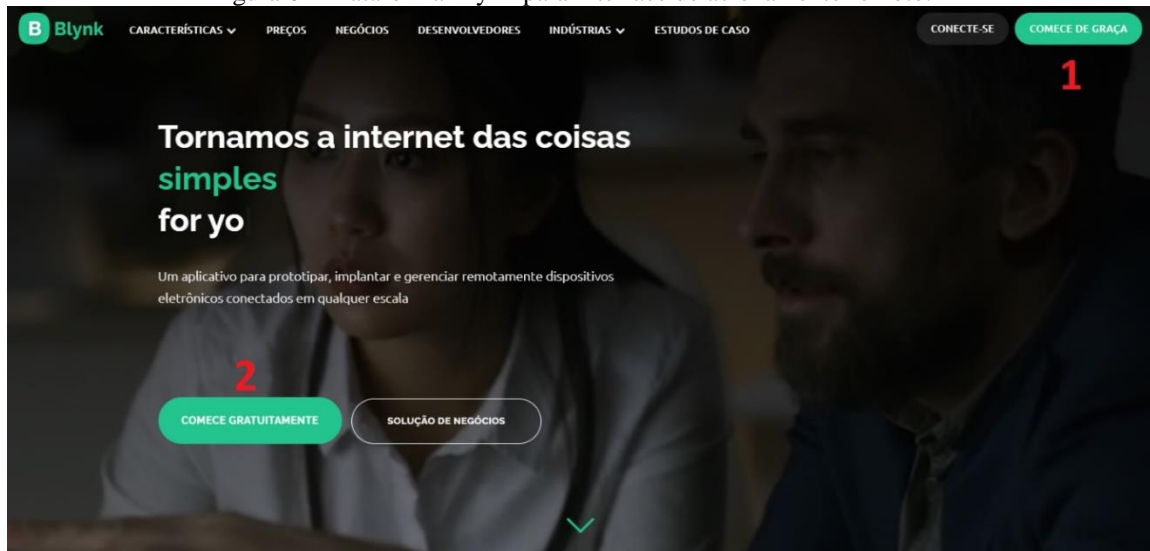 B Blynk CARACTERÍSTICAS PREÇOS NEGÓCIOS DESENVOLVEDORES INDÚSTRIAS ESTUDOS DE CASO CONECTE-SE COMECE DE GRAÇA
1
Tornamos a internet das coisas
simples
for yo
Um aplicativo para prototipar, implantar e gerenciar remotamente dispositivos
eletrônicos conectados em qualquer escala
2
COMECE GRATUITAMENTE SOLUÇÃO DE NEGÓCIOS